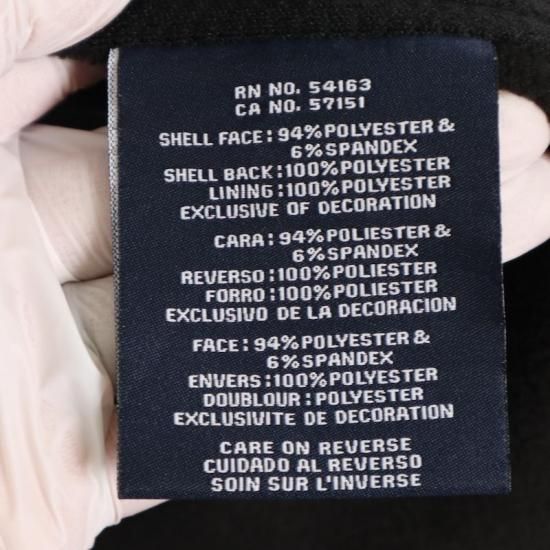 RN NO. 54163
CA NO. 57151
SHELL FACE: 94%POLYESTER &
6%SPANDEX
SHELL BACK:100%POLYESTER
LINING:100%POLYESTER
EXCLUSIVE OF DECORATION
CARA: 94%POLIESTER &
6%SPANDEX
REVERSO:100%POLIESTER
FORRO:100%POLIESTER
EXCLUSIVO DE LA DECORACION
FACE: 94%POLYESTER &
6%SPANDEX
ENVERS:100%POLYESTER
DOUBLOUR:POLYESTER
EXCLUSIVITE DE DECORATION
CARE ON REVERSE
CUIDADO AL REVERSO
SOIN SUR L'INVERSE